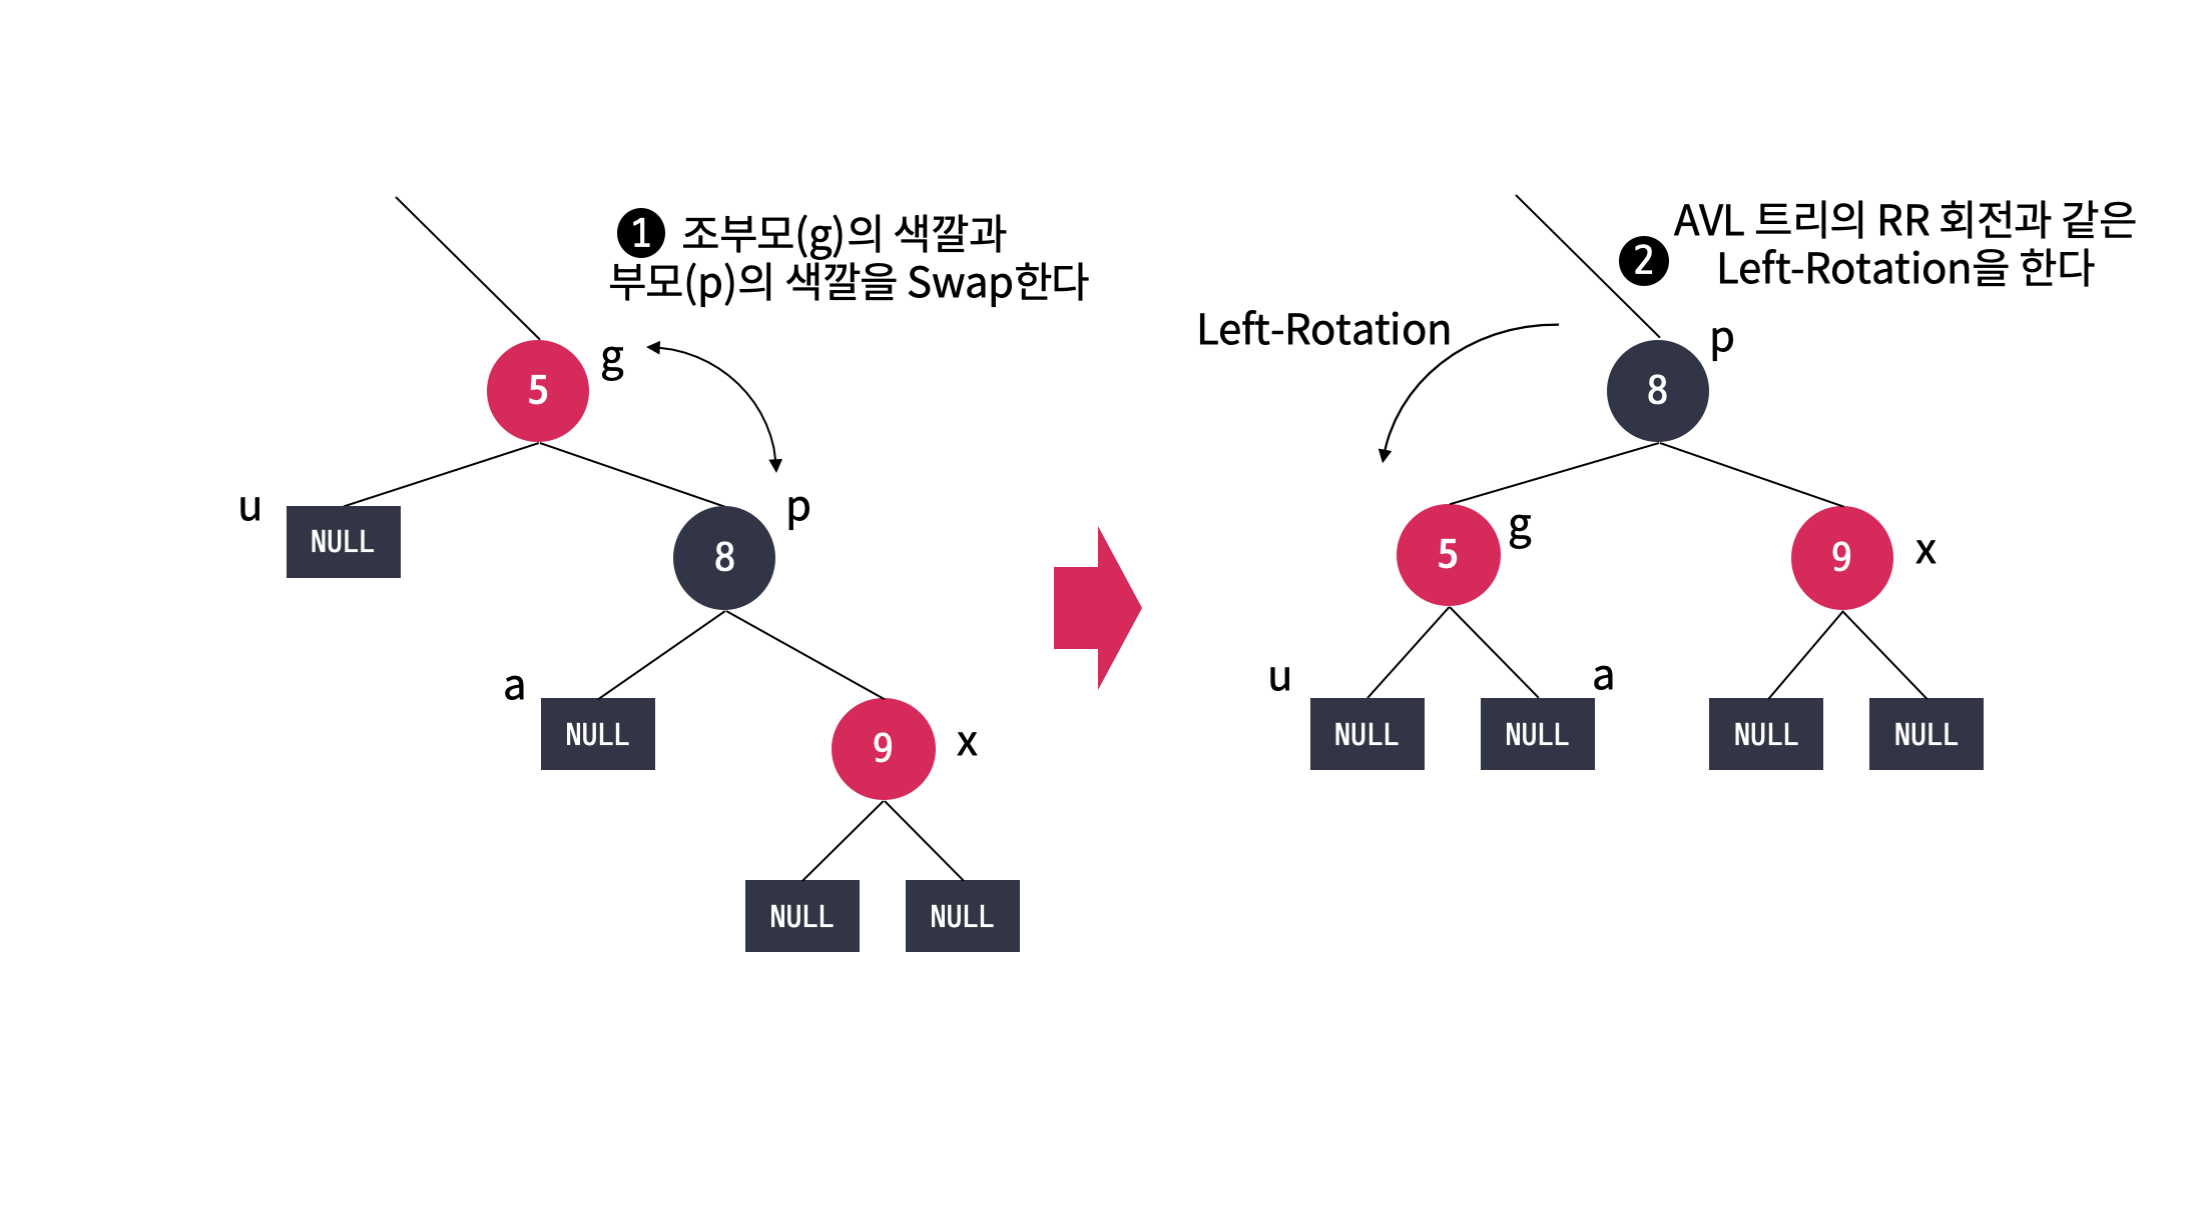 ❶ 조부모(g)의 색깔과
부모(p)의 색깔을 Swap한다
g
5
u
NULL
p
8
a
NULL
9
x
NULL NULL
❷ AVL 트리의 RR 회전과 같은
Left-Rotation을 한다
Left-Rotation
p
8
5
g
9
x
u
a
NULL NULL NULL NULL